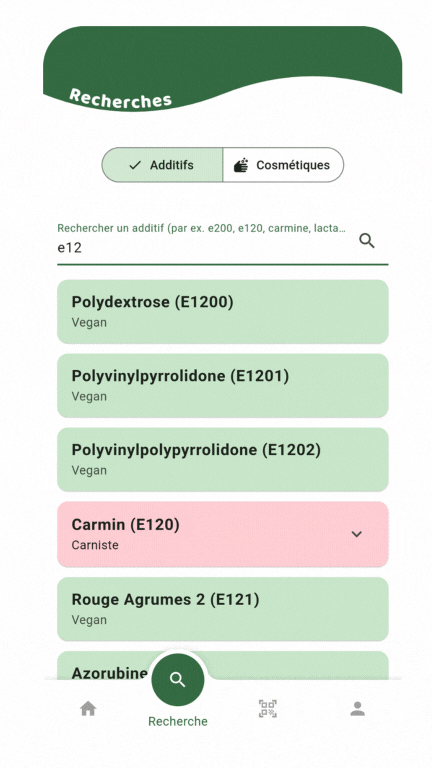 Recherches
Additifs
Cosmétiques
Rechercher un additif (par ex. e200, e120, carmine, lacta…
e12
Polydextrose (E1200)
Vegan
Polyvinylpyrrolidone (E1201)
Vegan
Polyvinylpolypyrrolidone (E1202)
Vegan
Carmin (E120)
Carniste
Rouge Agrumes 2 (E121)
Vegan
Azorubine
Recherche